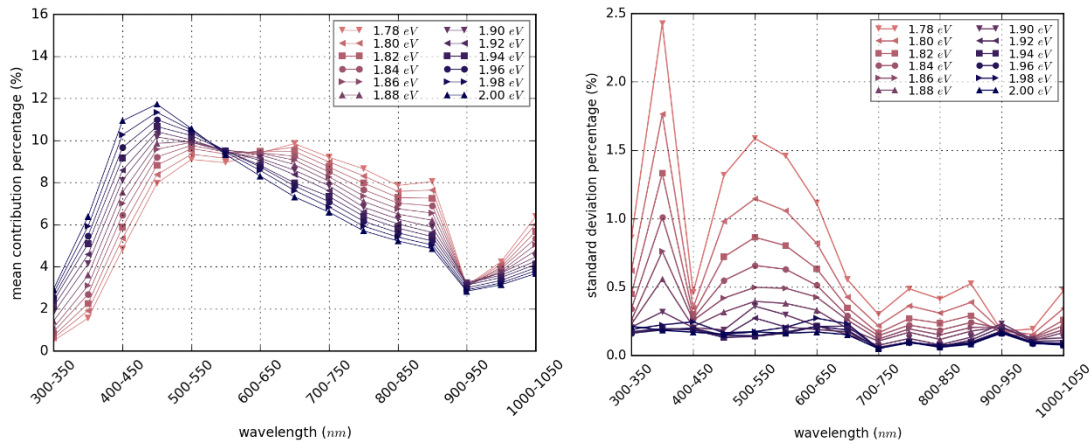 16
14
12
10
8
6
4
2
0
mean contribution percentage (%)
1.78 eV
1.80 eV
1.82 eV
1.84 eV
1.86 eV
1.88 eV
1.90 eV
1.92 eV
1.94 eV
1.96 eV
1.98 eV
2.00 eV
300-350
400-450
500-550
600-650
700-750
800-850
900-950
1000-1050
wavelength (nm)
2.5
2.0
1.5
1.0
0.5
0.0
standard deviation percentage (%)
1.78 eV
1.80 eV
1.82 eV
1.84 eV
1.86 eV
1.88 eV
1.90 eV
1.92 eV
1.94 eV
1.96 eV
1.98 eV
2.00 eV
300-350
400-450
500-550
600-650
700-750
800-850
900-950
1000-1050
wavelength (nm)